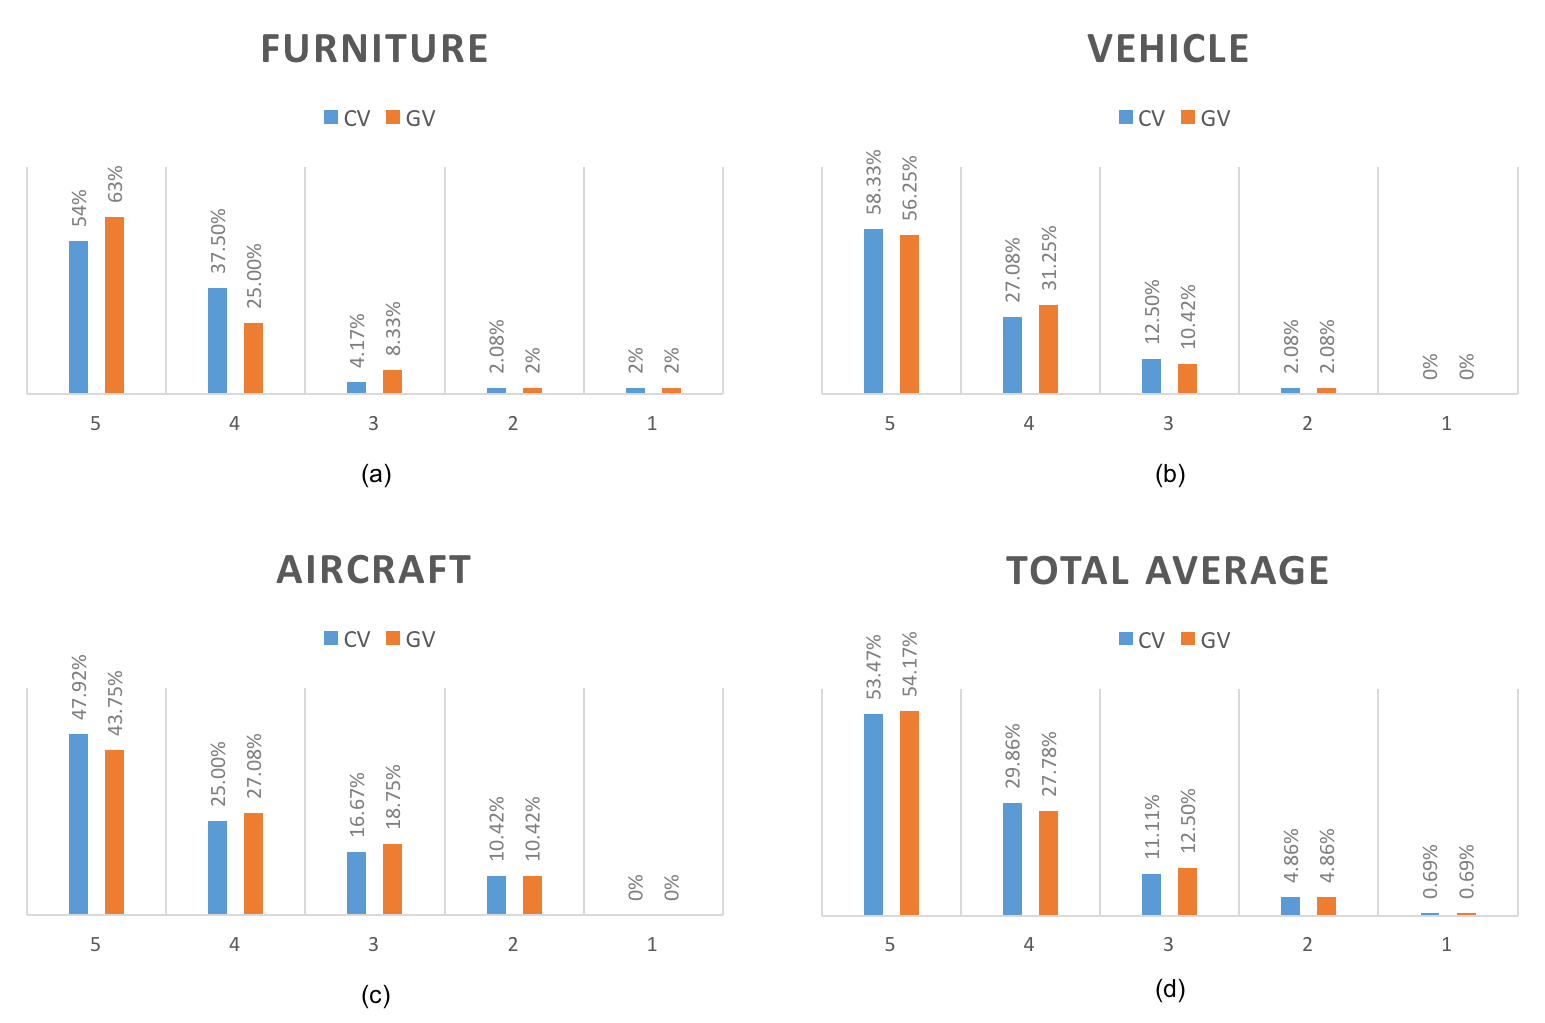 FURNITURE
CV GV
54% 63% 37.50% 25.00% 4.17% 8.33% 2.08% 2% 2% 2%
5 4 3 2 1
(a)
VEHICLE
CV GV
58.33% 56.25% 27.08% 31.25% 12.50% 10.42% 2.08% 2.08% 0% 0%
5 4 3 2 1
(b)
AIRCRAFT
CV GV
47.92% 43.75% 25.00% 27.08% 16.67% 18.75% 10.42% 10.42% 0% 0%
5 4 3 2 1
(c)
TOTAL AVERAGE
CV GV
53.47% 54.17% 29.86% 27.78% 11.11% 12.50% 4.86% 4.86% 0.69% 0.69%
5 4 3 2 1
(d)